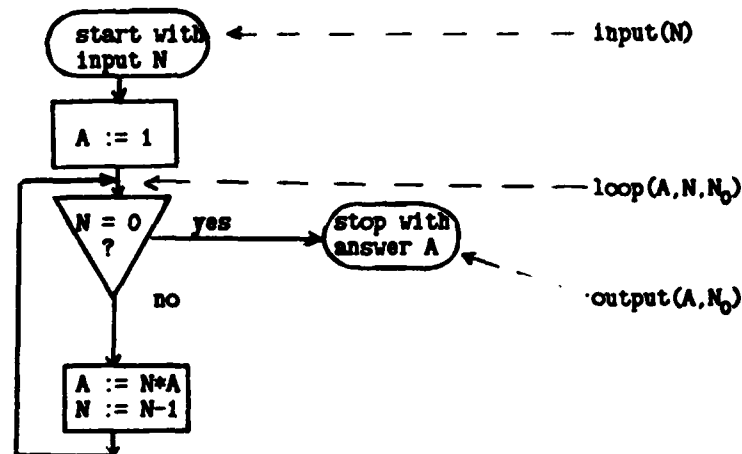 start with
input N
input(N)
A := 1
loop(A,N,N₀)
N = 0
?
yes
stop with
answer A
output(A,N₀)
no
A := N*A
N := N-1